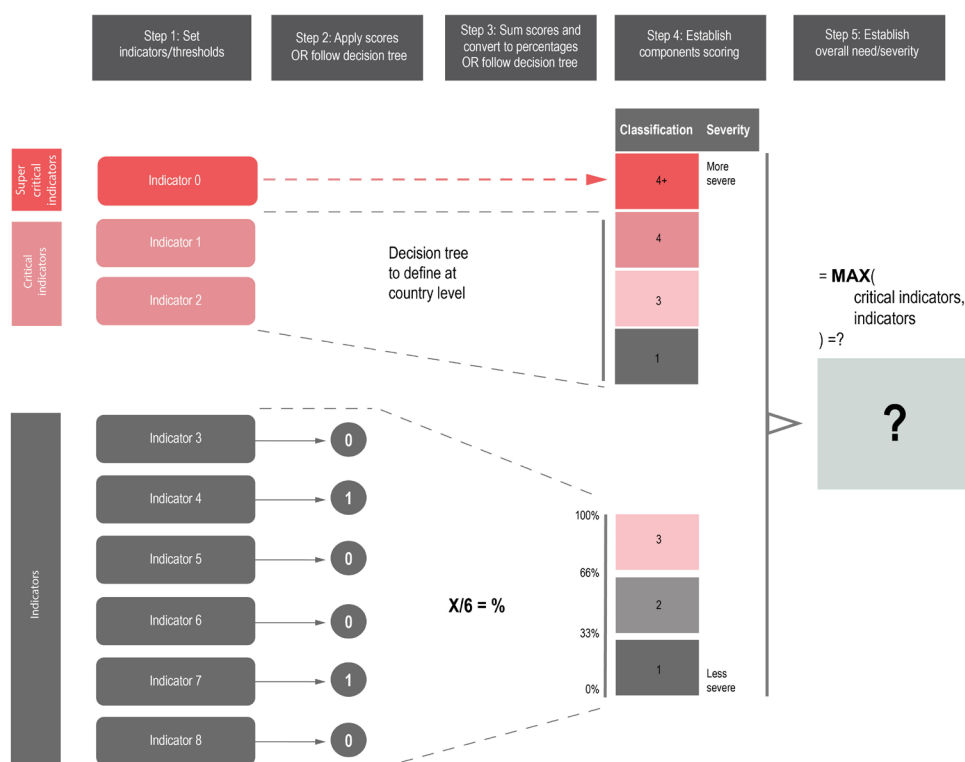 Step 1: Set
indicators/thresholds
Step 2: Apply scores
OR follow decision tree
Step 3: Sum scores and
convert to percentages
OR follow decision tree
Step 4: Establish
components scoring
Step 5: Establish
overall need/severity
Classification Severity
Super
critical
indicators
Indicator 0
4+
More
severe
Critical
indicators
Indicator 1
Indicator 2
Decision tree
to define at
country level
4
3
1
= MAX(
critical indicators,
indicators
) =?
?
Indicators
Indicator 3
0
Indicator 4
1
Indicator 5
0
Indicator 6
0
Indicator 7
1
Indicator 8
0
X/6 = %
100%
66%
33%
0%
3
2
1
Less
severe